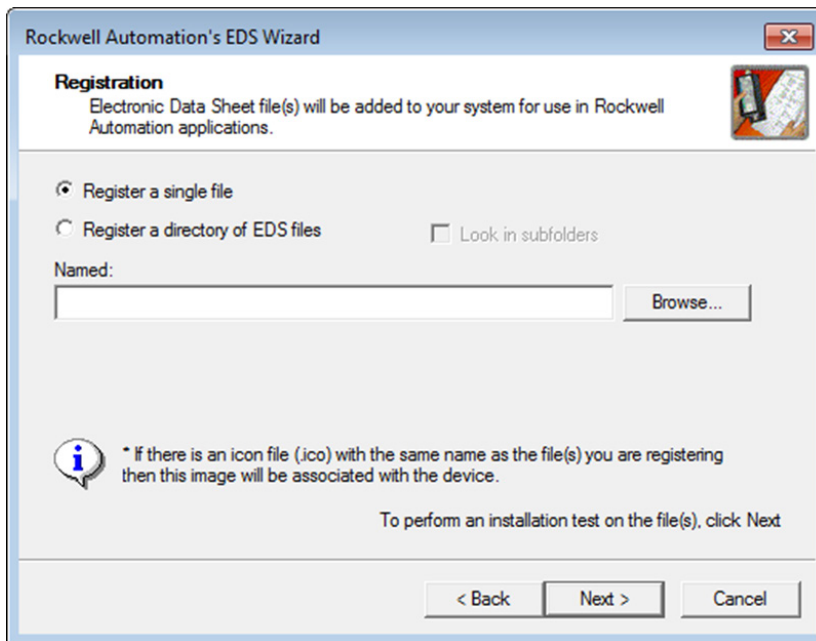 Rockwell Automation's EDS Wizard
Registration
Electronic Data Sheet file(s) will be added to your system for use in Rockwell
Automation applications.
Register a single file
Register a directory of EDS files
Look in subfolders
Named:
Browse...
* If there is an icon file (.ico) with the same name as the file(s) you are registering
then this image will be associated with the device.
To perform an installation test on the file(s), click Next
< Back
Next >
Cancel